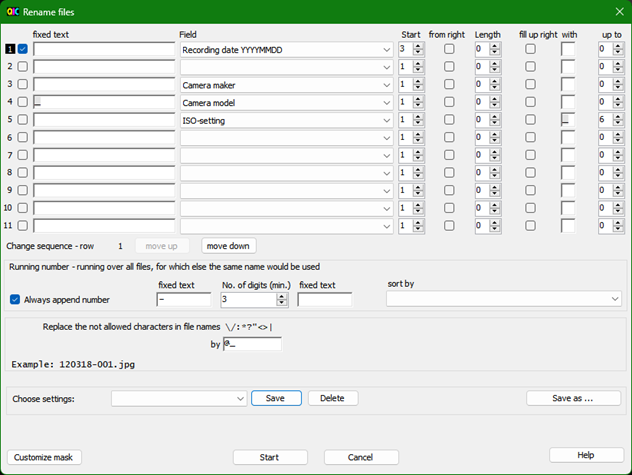 Rename files
fixed text Field Start from right Length fill up right with up to
1 Recording date YYYYMMDD 3 0 0
2 1 0 0
3 Camera maker 1 0 0
4 _ Camera model 1 0 0
5 ISO-setting 1 0 _ 6
6 1 0 0
7 1 0 0
8 1 0 0
9 1 0 0
10 1 0 0
11 1 0 0
Change sequence - row 1 move up move down
Running number - running over all files, for which else the same name would be used
fixed text No. of digits (min.) fixed text sort by
Always append number - 3
Replace the not allowed characters in file names \/:*?"<>|
by @_
Example: 120318-001.jpg
Choose settings: Save Delete Save as ...
Customize mask Start Cancel Help